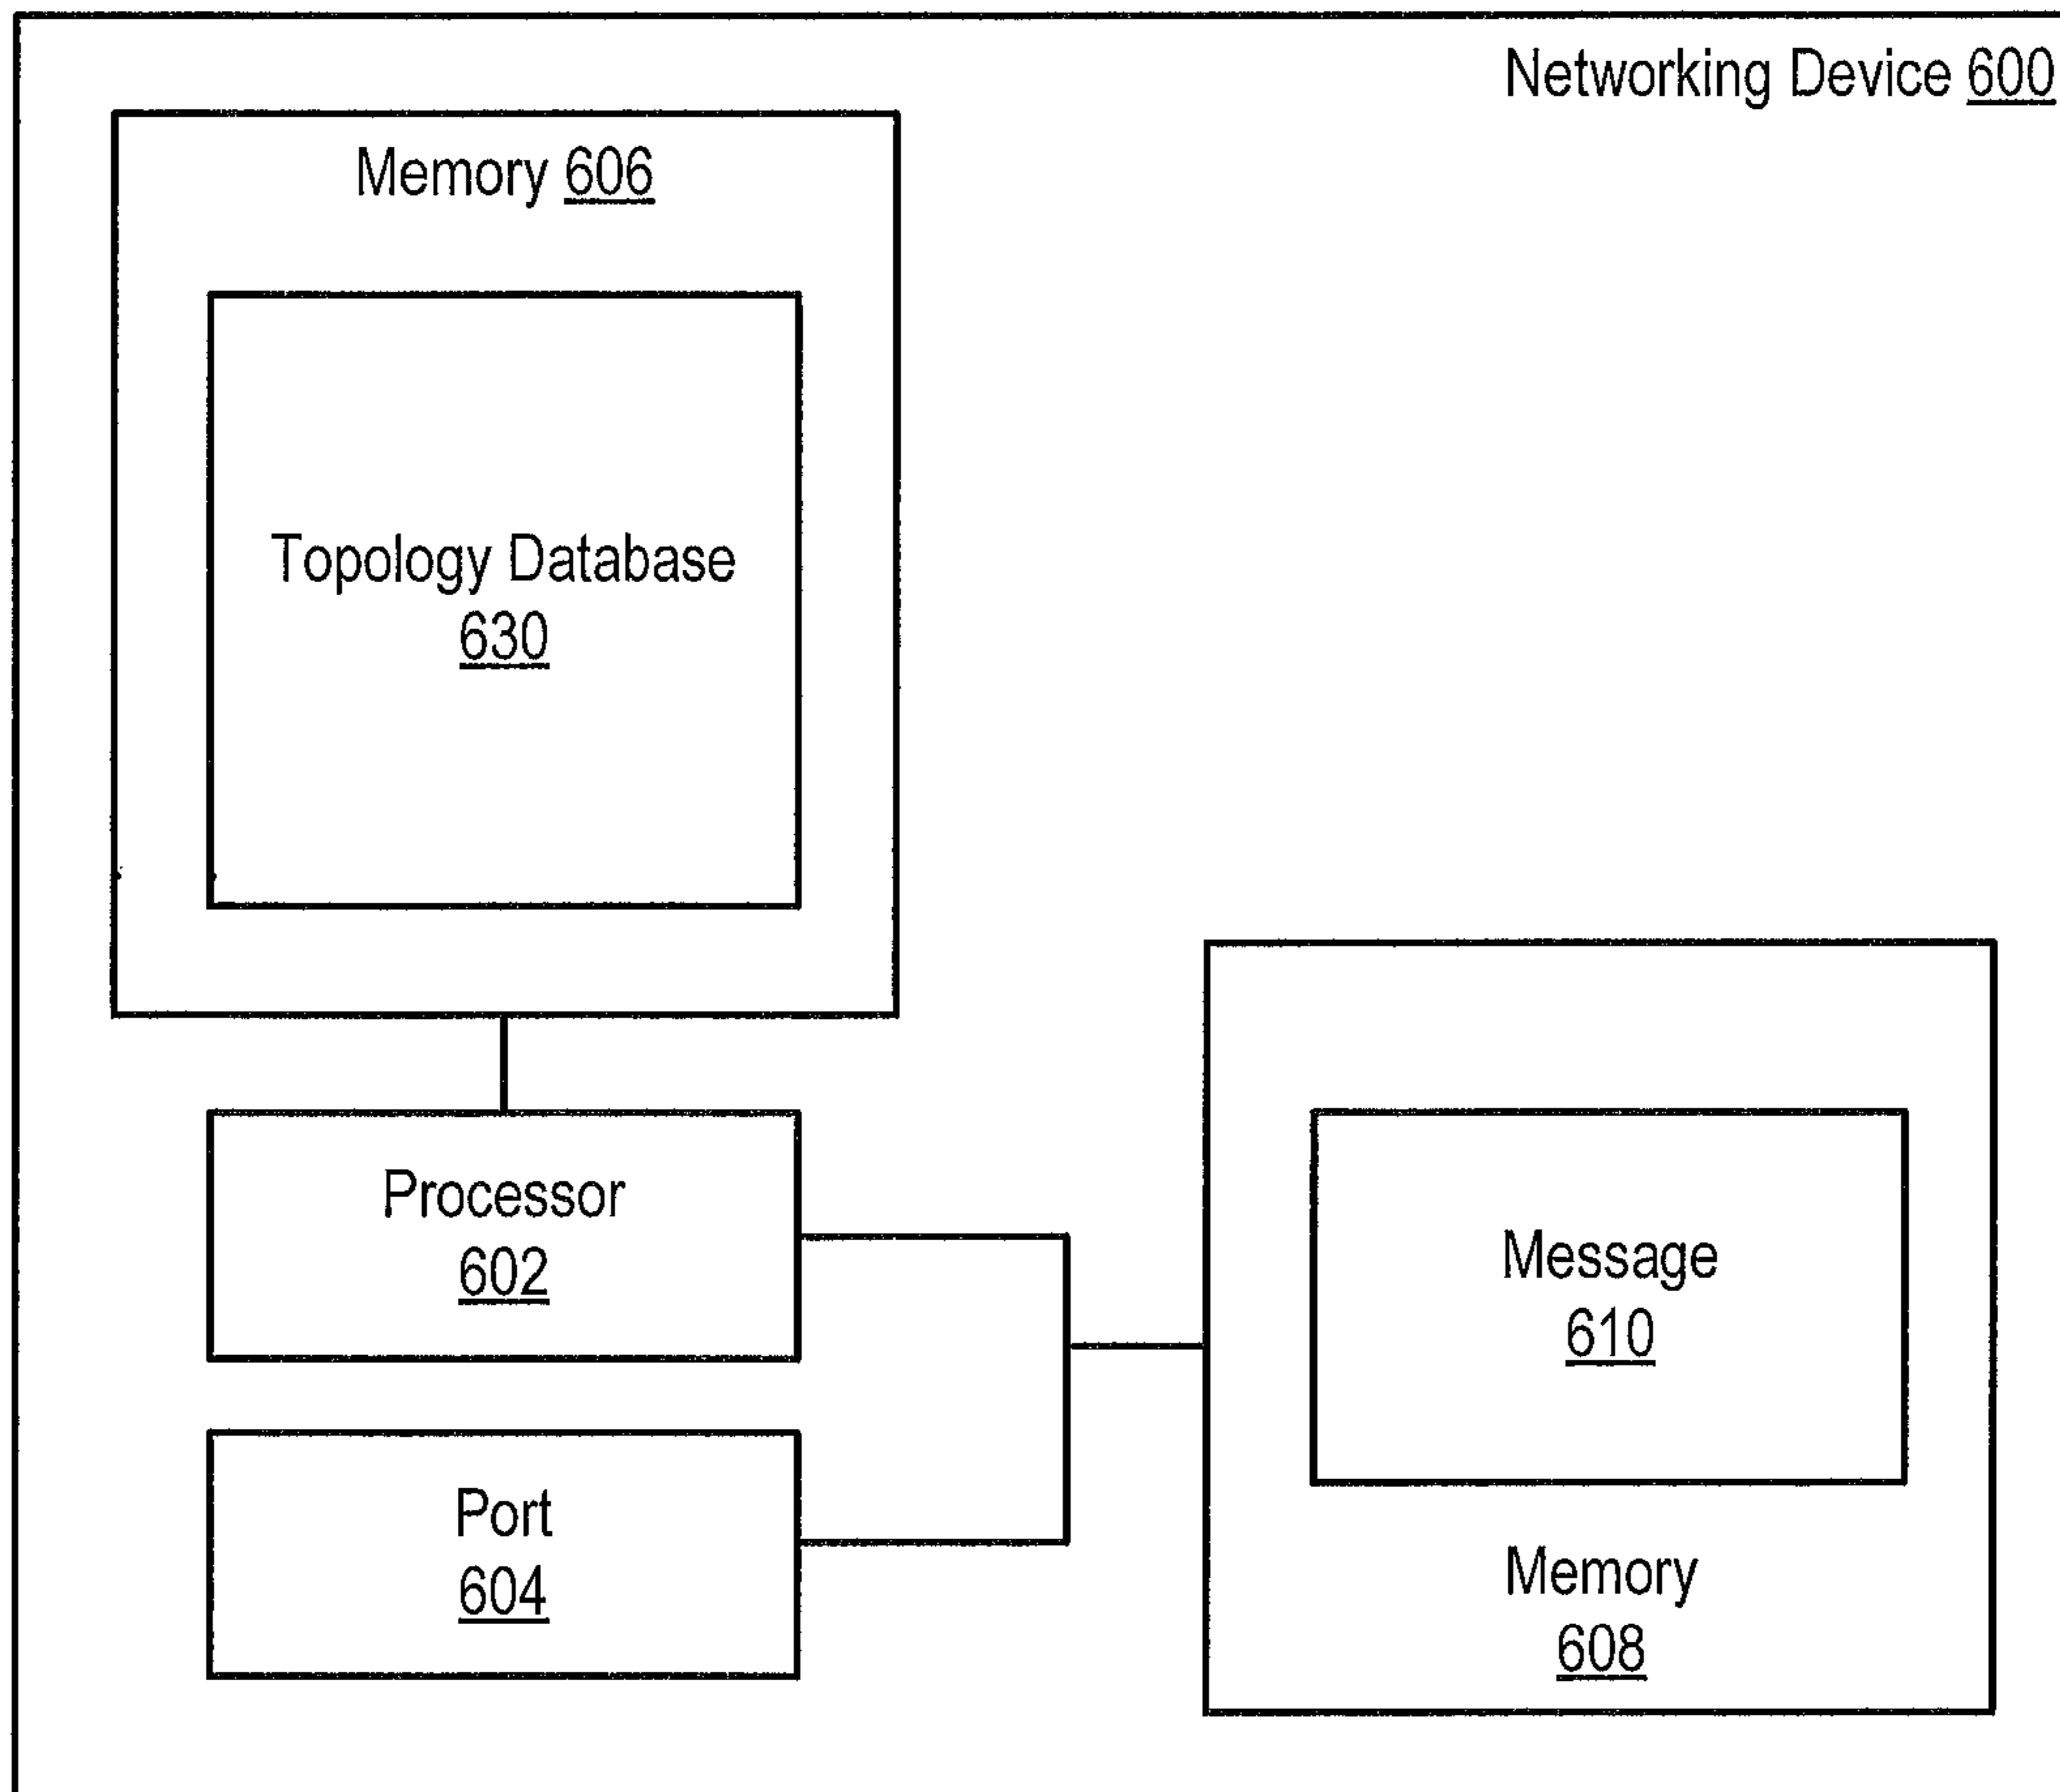 Networking Device 600
Memory 606
Topology Database
630
Processor
602
Message
610
Port
604
Memory
608